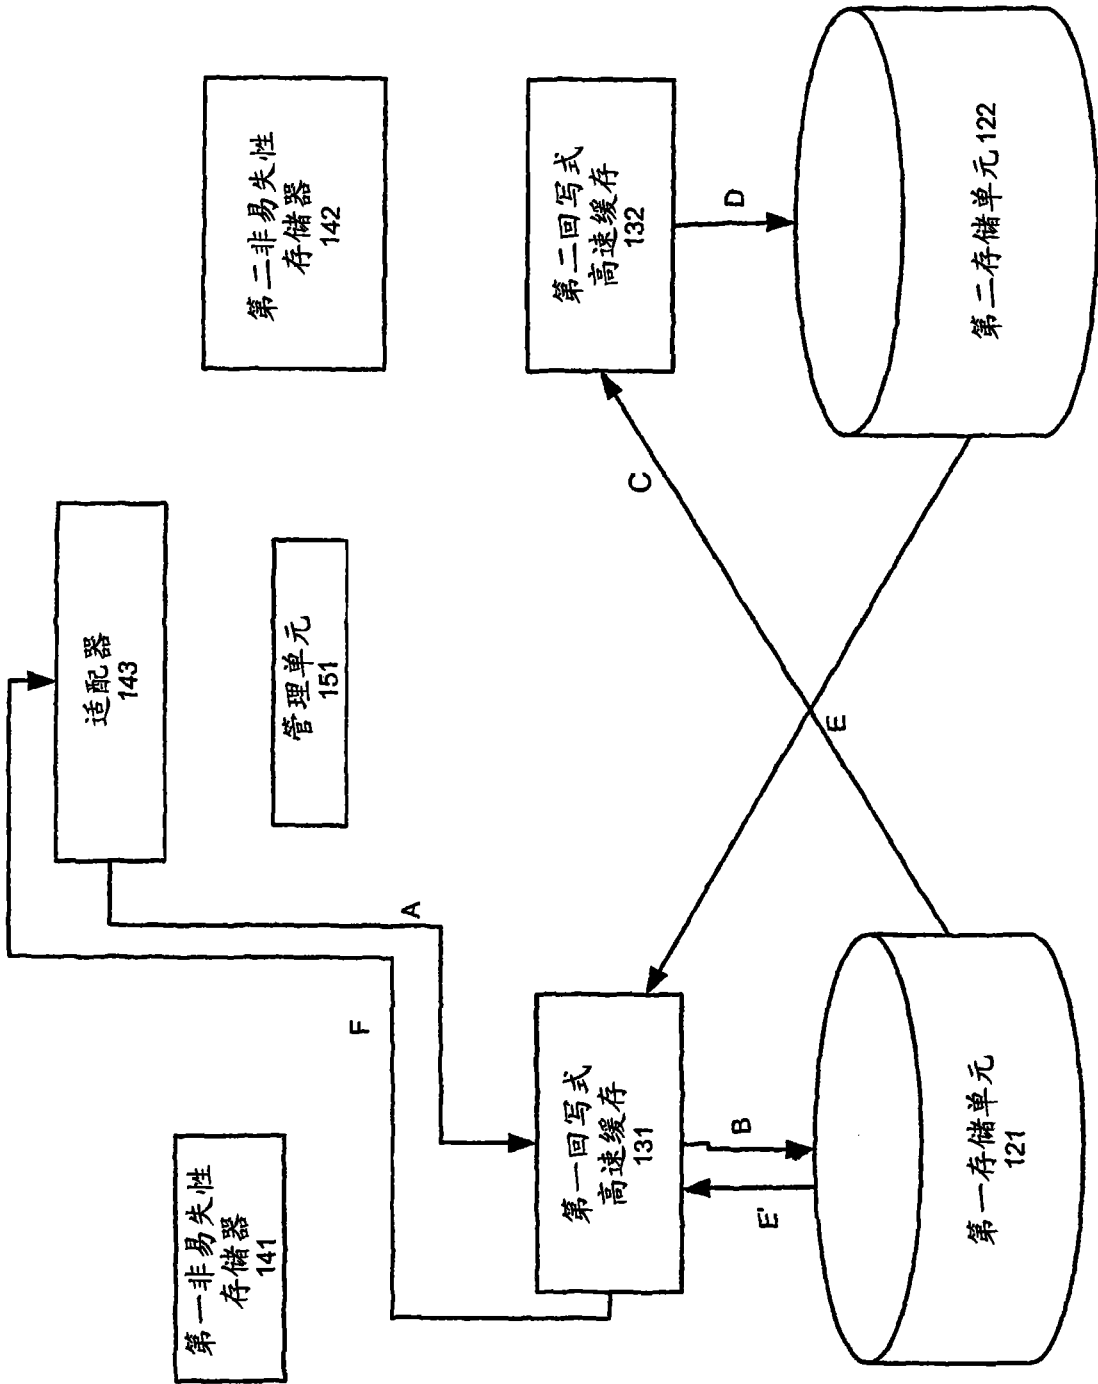 适配器
143
第一非易失性
存储器
141
管理单元
151
第二非易失性
存储器
142
F
A
第一回写式
高速缓存
131
第二回写式
高速缓存
132
C
E'
B
D
E
第一存储单元
121
第二存储单元122